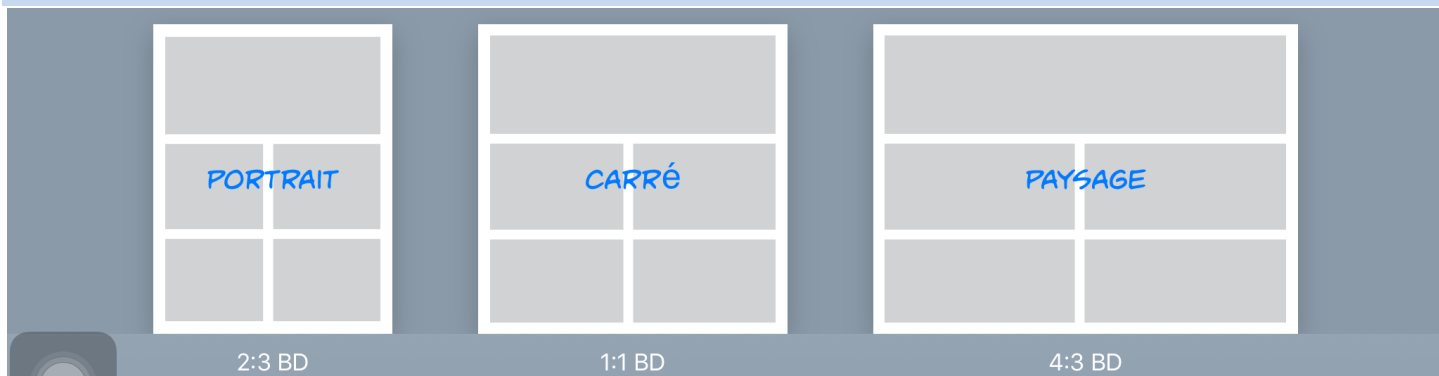 PORTRAIT
CARRé
PAYSAGE
2:3 BD
1:1 BD
4:3 BD